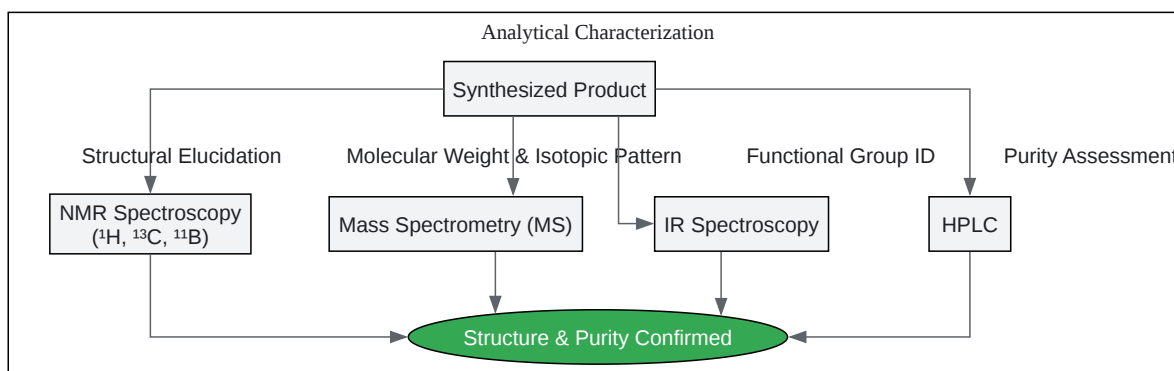 Analytical Characterization
Synthesized Product
Structural Elucidation
Molecular Weight & Isotopic Pattern
Functional Group ID
Purity Assessment
NMR Spectroscopy
(¹H, ¹³C, ¹¹B)
Mass Spectrometry (MS)
IR Spectroscopy
HPLC
Structure & Purity Confirmed